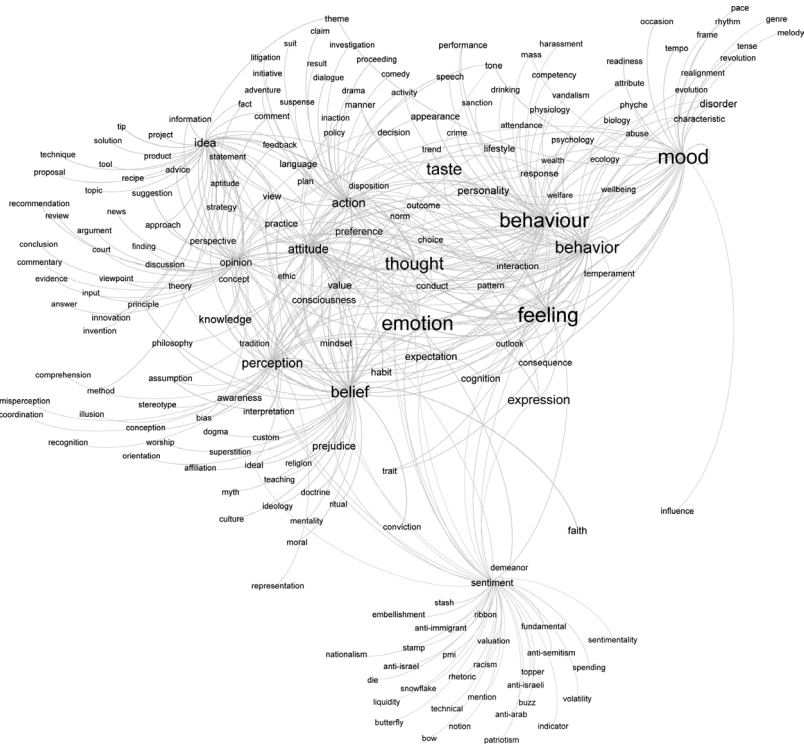 pace
theme
occasion
rhythm
genre
claim
frame
melody
suit
investigation
performance
harassment
tempo
tense
litigation
result
proceeding
mass
revolution
tone
readiness
initiative
dialogue
comedy
speech
competency
realignment
adventure
drama
activity
drinking
vandalism
attribute
evolution
fact
suspense
manner
sanction
physiology
phyche
disorder
information
comment
inaction
appearance
biology
characteristic
tip
project
policy
decision
crime
attendance
psychology
abuse
solution
idea
feedback
trend
lifestyle
technique
product
statement
language
taste
wealth
ecology
mood
tool
advice
response
proposal
recipe
aptitude
plan
disposition
personality
welfare
wellbeing
topic
suggestion
view
action
recommendation
news
strategy
outcome
review
approach
practice
norm
behaviour
argument
preference
conclusion
court
finding
perspective
attitude
choice
behavior
commentary
discussion
opinion
thought
interaction
evidence
viewpoint
theory
concept
ethic
value
conduct
pattern
temperament
input
principle
consciousness
answer
innovation
knowledge
emotion
feeling
invention
philosophy
tradition
mindset
outlook
perception
expectation
consequence
comprehension
assumption
habit
cognition
method
belief
misperception
stereotype
awareness
expression
coordination
illusion
bias
interpretation
conception
dogma
custom
recognition
worship
superstition
prejudice
orientation
affiliation
ideal
religion
trait
teaching
myth
doctrine
ideology
ritual
influence
culture
mentality
conviction
faith
moral
demeanor
representation
sentiment
stash
embellishment
ribbon
anti-immigrant
fundamental
valuation
sentimentality
nationalism
stamp
pmi
anti-semitism
anti-israel
racism
topper
spending
die
rhetoric
anti-israeli
snowflake
mention
liquidity
technical
buzz
volatility
butterfly
notion
anti-arab
indicator
bow
patriotism